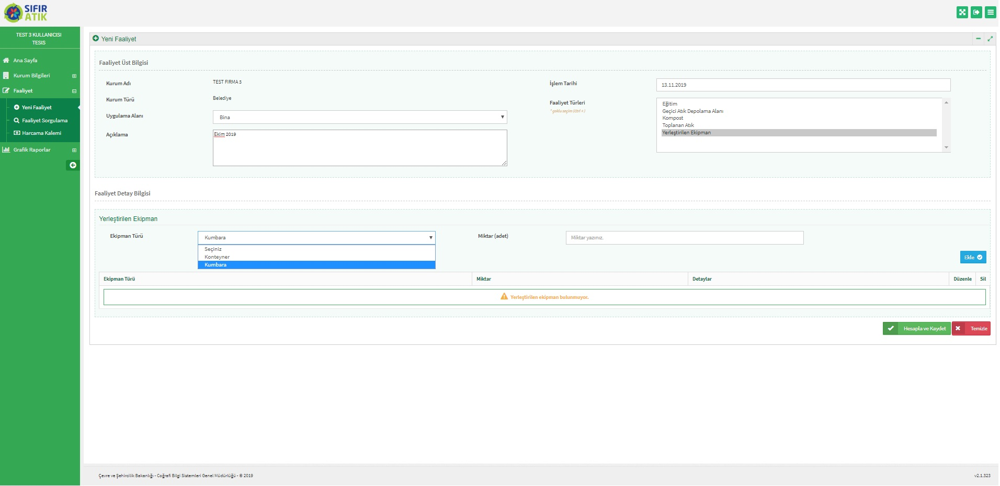 SIFIR
ATIK
TEST 3 KULLANICISI
TESIS
Ana Sayfa
Kurum Bilgileri
Faaliyet
Yeni Faaliyet
Faaliyet Sorgulama
Harcama Kalemi
Grafik Raporlar
Yeni Faaliyet
Faaliyet Üst Bilgisi
Kurum Adı
TEST FIRMA 3
Kurum Türü
Belediye
Uygulama Alanı
Bina
Açıklama
Ekim 2019
İşlem Tarihi
13.11.2019
Faaliyet Türleri
* çoklu seçim (Ctrl +)
Eğitim
Geçici Atık Depolama Alanı
Kompost
Toplanan Atık
Yerleştirilen Ekipman
Faaliyet Detay Bilgisi
Yerleştirilen Ekipman
Ekipman Türü
Kumbara
Seçiniz
Konteyner
Kumbara
Miktar (adet)
Miktar yazınız.
Ekle
Ekipman Türü Miktar Detaylar Düzenle Sil
Yerleştirilen ekipman bulunmuyor.
Hesapla ve Kaydet
Temizle
Çevre ve Şehircilik Bakanlığı - Coğrafi Bilgi Sistemleri Genel Müdürlüğü - © 2019
v2.1.323